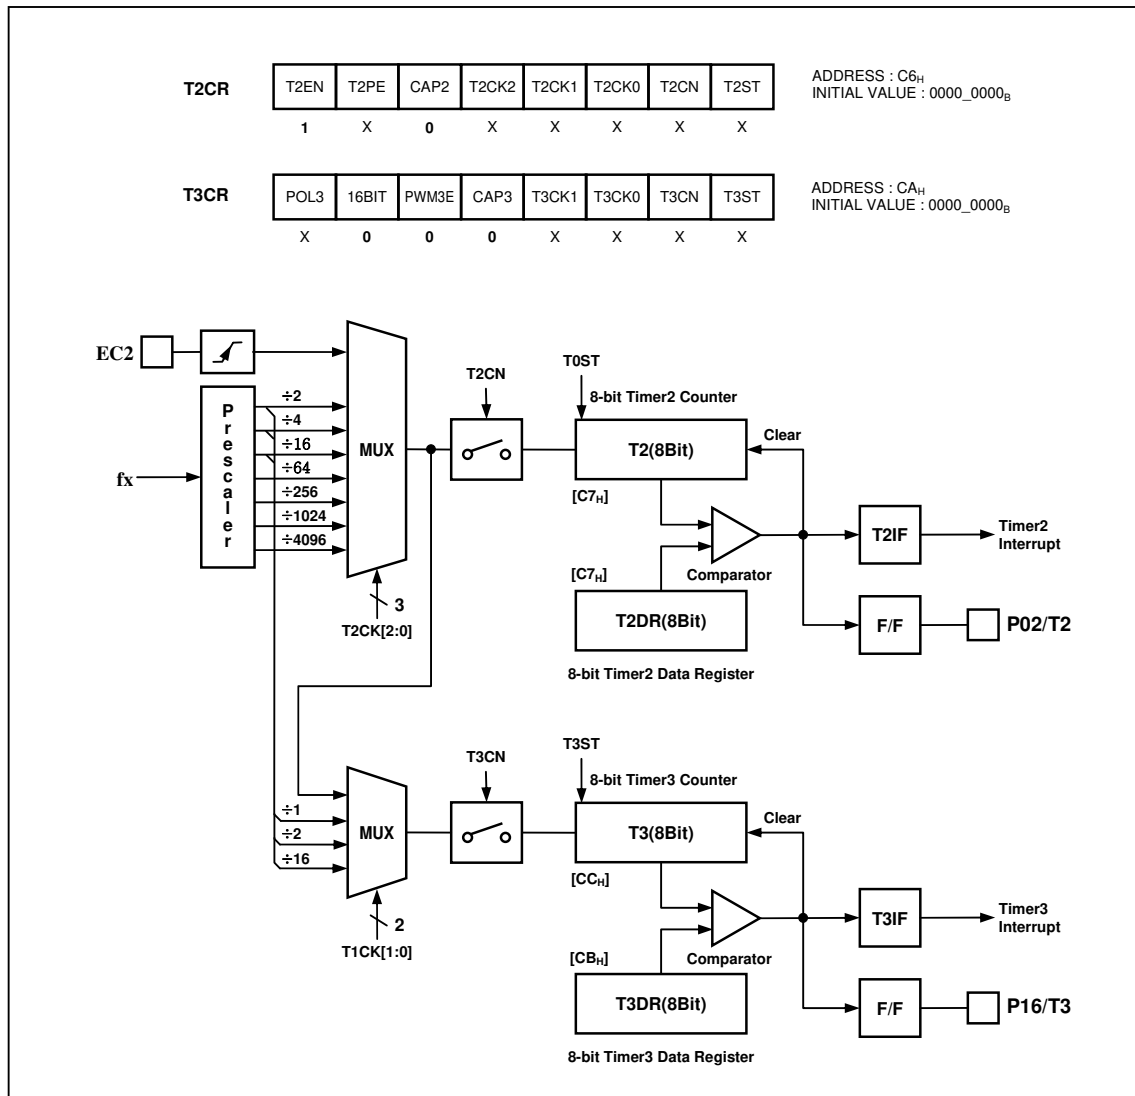 T2CR T2EN T2PE CAP2 T2CK2 T2CK1 T2CK0 T2CN T2ST
ADDRESS : C6H
INITIAL VALUE : 0000_0000B
1 X 0 X X X X X
T3CR POL3 16BIT PWM3E CAP3 T3CK1 T3CK0 T3CN T3ST
ADDRESS : CAH
INITIAL VALUE : 0000_0000B
X 0 0 0 X X X X
EC2
fx
Prescaler
÷2
÷4
÷16
÷64
÷256
÷1024
÷4096
MUX
3
T2CK[2:0]
T2CN
T0ST
8-bit Timer2 Counter
T2(8Bit)
Clear
[C7H]
Comparator
[C7H]
T2DR(8Bit)
8-bit Timer2 Data Register
T2IF
Timer2
Interrupt
F/F
P02/T2
÷1
÷2
÷16
MUX
2
T1CK[1:0]
T3CN
T3ST
8-bit Timer3 Counter
T3(8Bit)
Clear
[CCH]
Comparator
[CBH]
T3DR(8Bit)
8-bit Timer3 Data Register
T3IF
Timer3
Interrupt
F/F
P16/T3